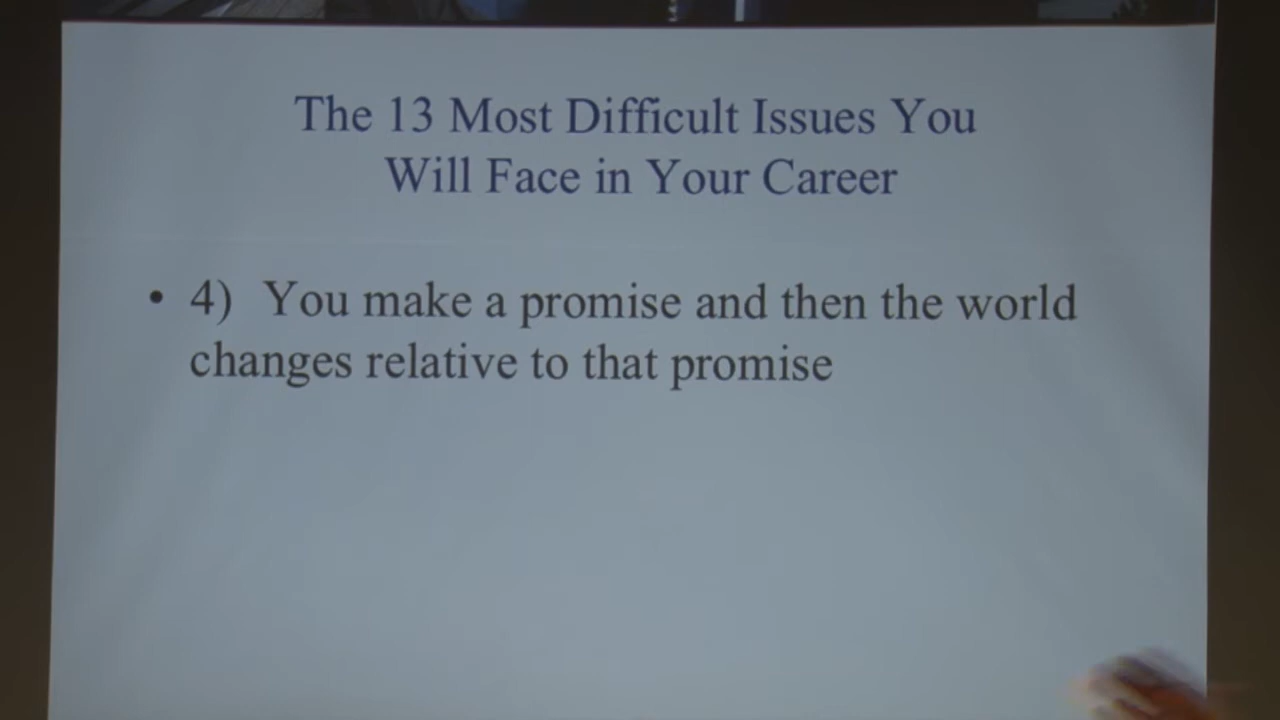 The 13 Most Difficult Issues You
Will Face in Your Career
• 4) You make a promise and then the world
changes relative to that promise